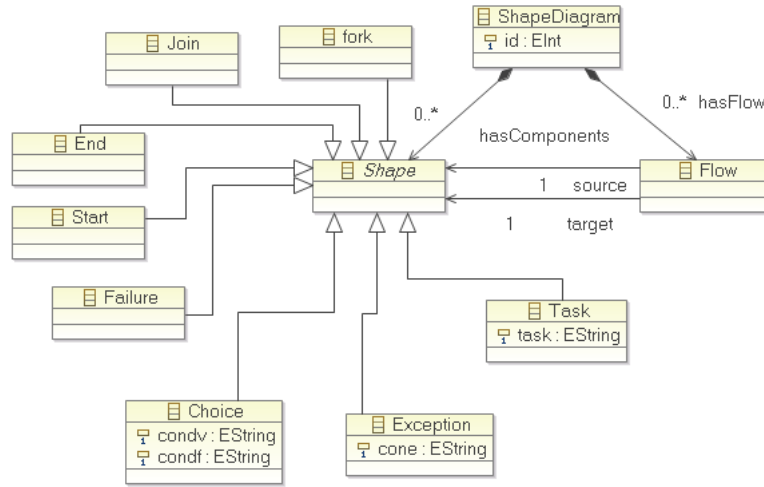 ShapeDiagram
id : EInt
fork
Join
0..*
0..* hasFlow
hasComponents
End
Shape
Flow
1 source
Start
1 target
Failure
Task
task : EString
Choice
condv : EString
condf : EString
Exception
cone : EString